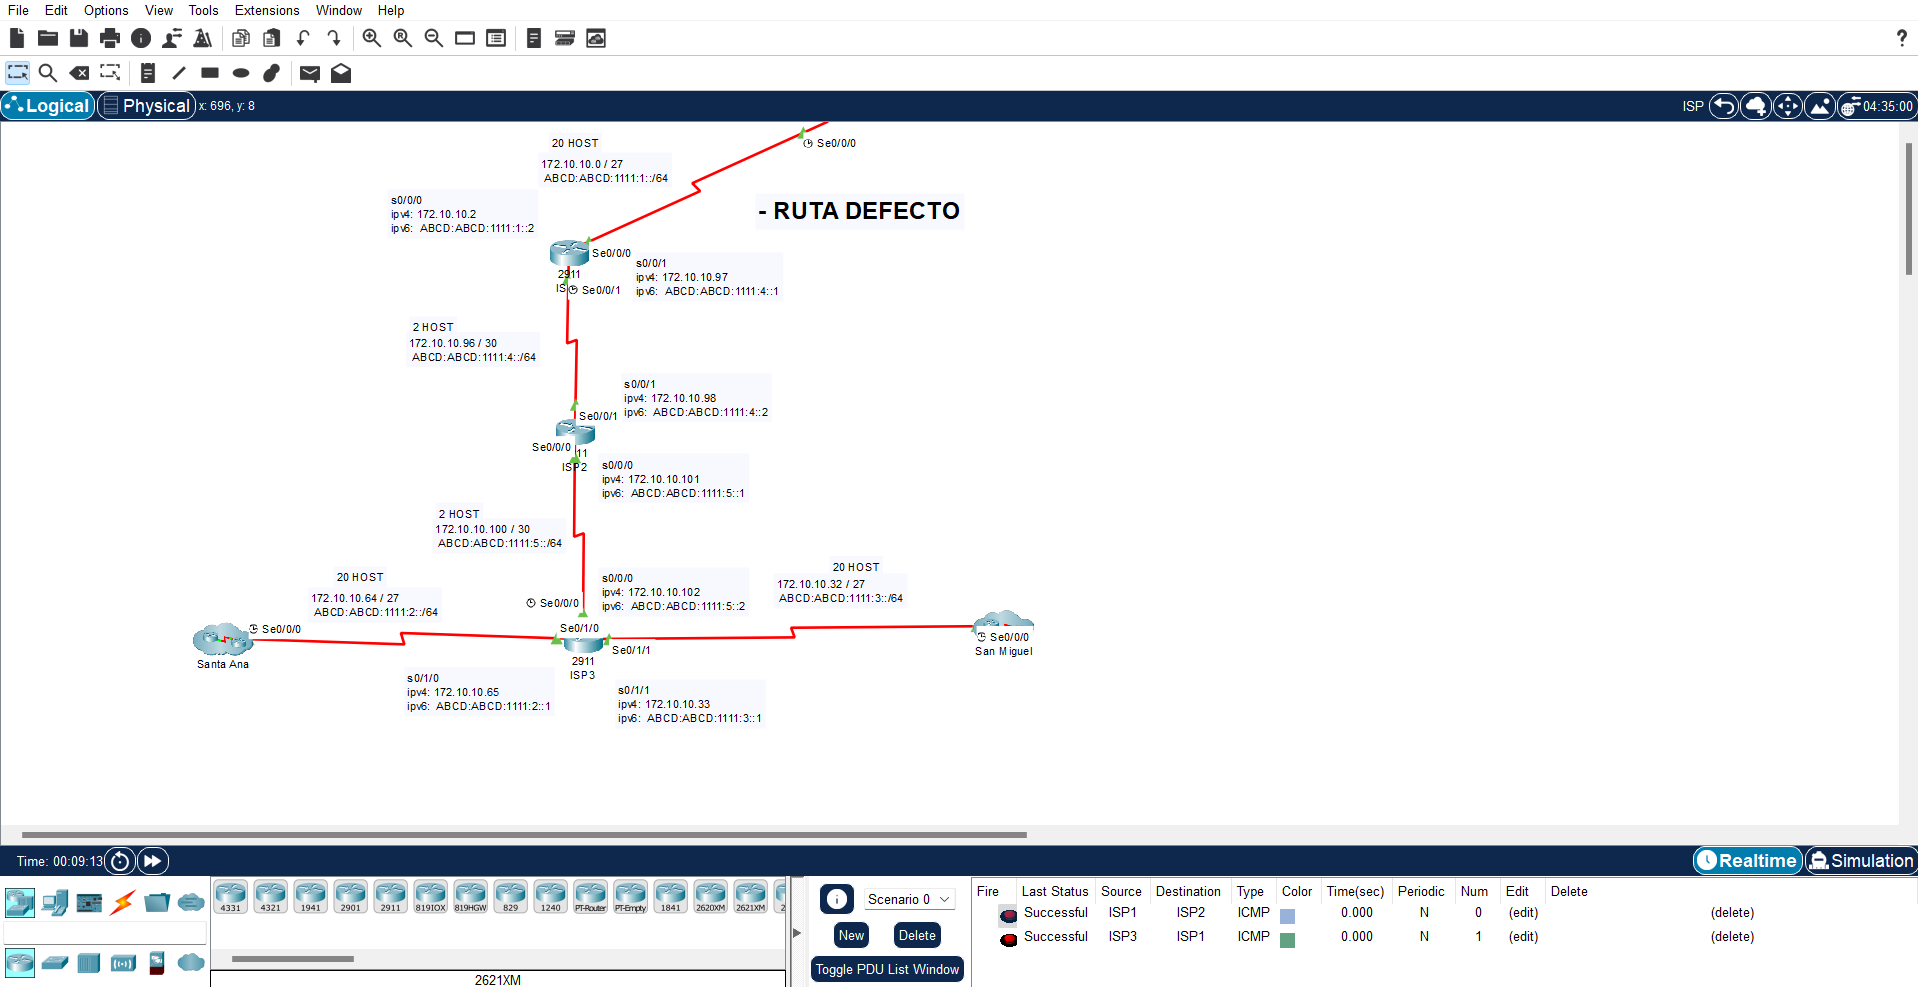 File Edit Options View Tools Extensions Window Help
?
Logical Physical x: 696, y: 8 ISP 04:35:00
20 HOST
172.10.10.0 / 27
ABCD:ABCD:1111:1::/64
Se0/0/0
s0/0/0
ipv4: 172.10.10.2
ipv6: ABCD:ABCD:1111:1::2
- RUTA DEFECTO
Se0/0/0
2911
IS
Se0/0/1
s0/0/1
ipv4: 172.10.10.97
ipv6: ABCD:ABCD:1111:4::1
2 HOST
172.10.10.96 / 30
ABCD:ABCD:1111:4::/64
s0/0/1
ipv4: 172.10.10.98
ipv6: ABCD:ABCD:1111:4::2
Se0/0/1
Se0/0/0
11
ISP2
s0/0/0
ipv4: 172.10.10.101
ipv6: ABCD:ABCD:1111:5::1
2 HOST
172.10.10.100 / 30
ABCD:ABCD:1111:5::/64
20 HOST
172.10.10.64 / 27
ABCD:ABCD:1111:2::/64
s0/0/0
ipv4: 172.10.10.102
ipv6: ABCD:ABCD:1111:5::2
20 HOST
172.10.10.32 / 27
ABCD:ABCD:1111:3::/64
Se0/0/0
Se0/0/0
Santa Ana
Se0/1/0
Se0/1/1
2911
ISP3
Se0/0/0
San Miguel
s0/1/0
ipv4: 172.10.10.65
ipv6: ABCD:ABCD:1111:2::1
s0/1/1
ipv4: 172.10.10.33
ipv6: ABCD:ABCD:1111:3::1
Time: 00:09:13 Realtime Simulation
4331 4321 1941 2901 2911 819IOX 819HGW 829 1240 PT-Router PT-Empty 1841 2620XM 2621XM 2
2621XM
Scenario 0
New Delete
Toggle PDU List Window
Fire Last Status Source Destination Type Color Time(sec) Periodic Num Edit Delete
Successful ISP1 ISP2 ICMP 0.000 N 0 (edit) (delete)
Successful ISP3 ISP1 ICMP 0.000 N 1 (edit) (delete)